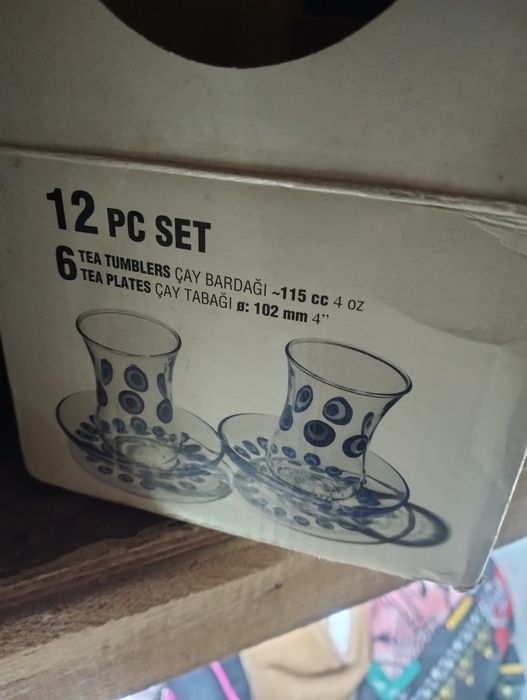 12 PC SET
6 TEA TUMBLERS ÇAY BARDAĞI ~115 cc 4 oz
TEA PLATES ÇAY TABAĞI ø: 102 mm 4”